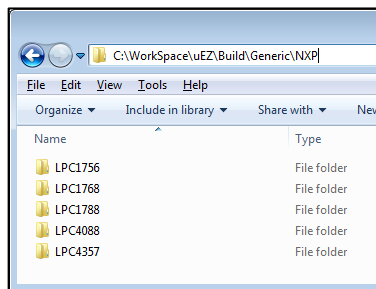 C:\WorkSpace\uEZ\Build\Generic\NXP
File Edit View Tools Help
Organize Include in library Share with
Name Type
LPC1756 File folder
LPC1768 File folder
LPC1788 File folder
LPC4088 File folder
LPC4357 File folder